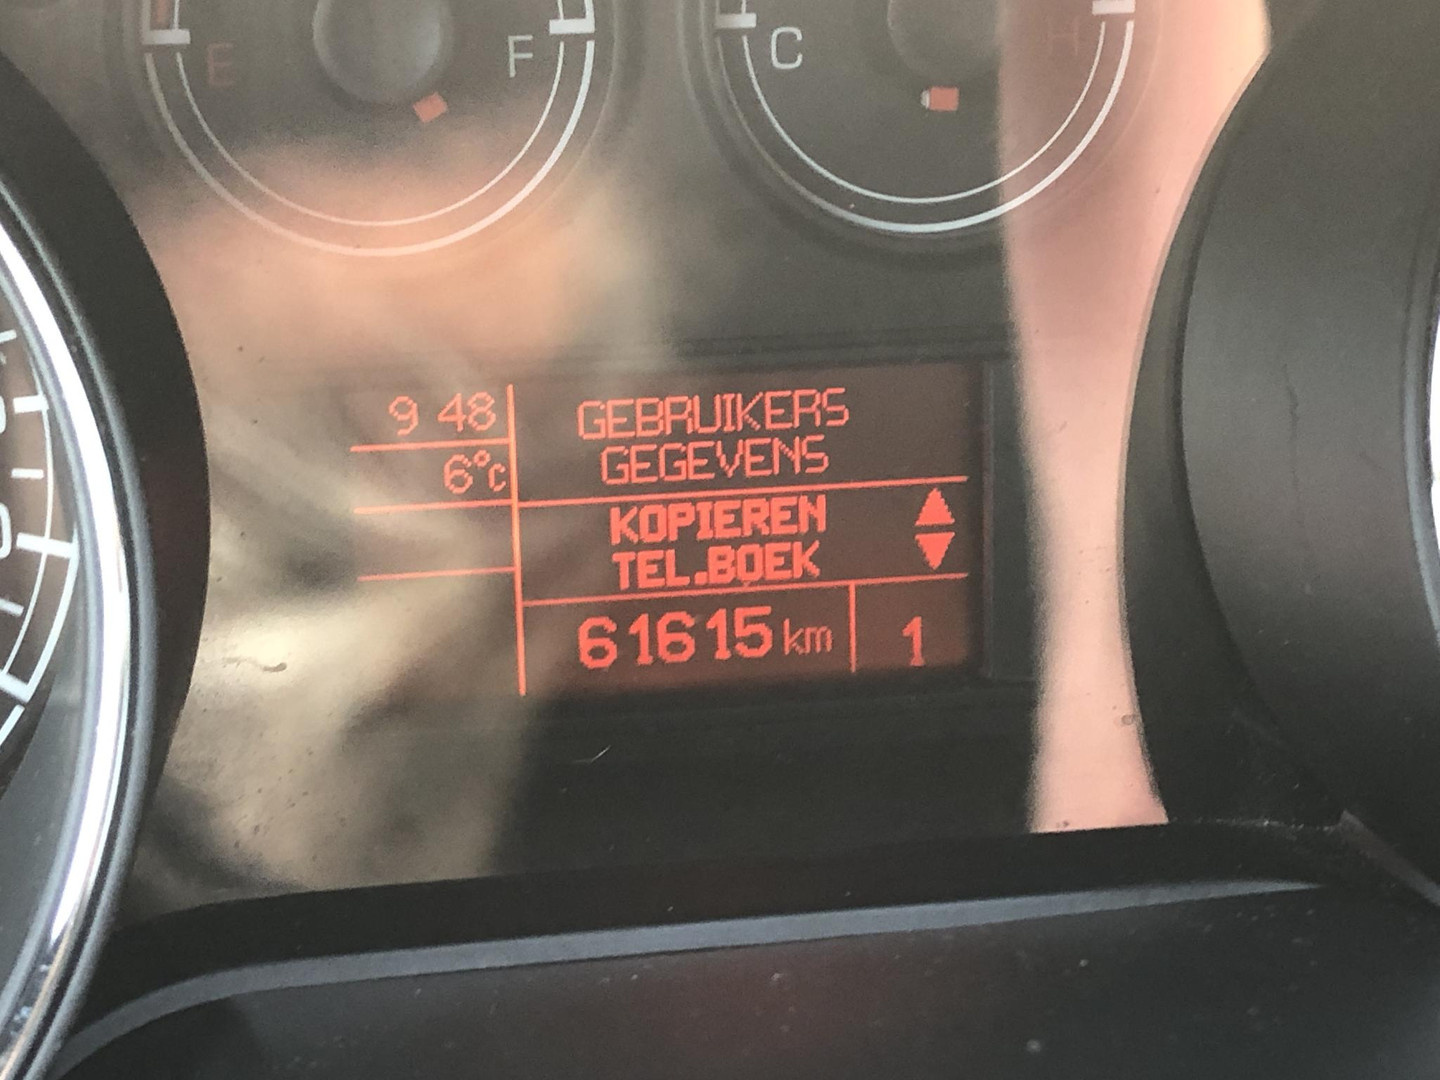 E F C H
9 48
6°C
GEBRUIKERS
GEGEVENS
KOPIEREN
TEL.BOEK
61615 km 1